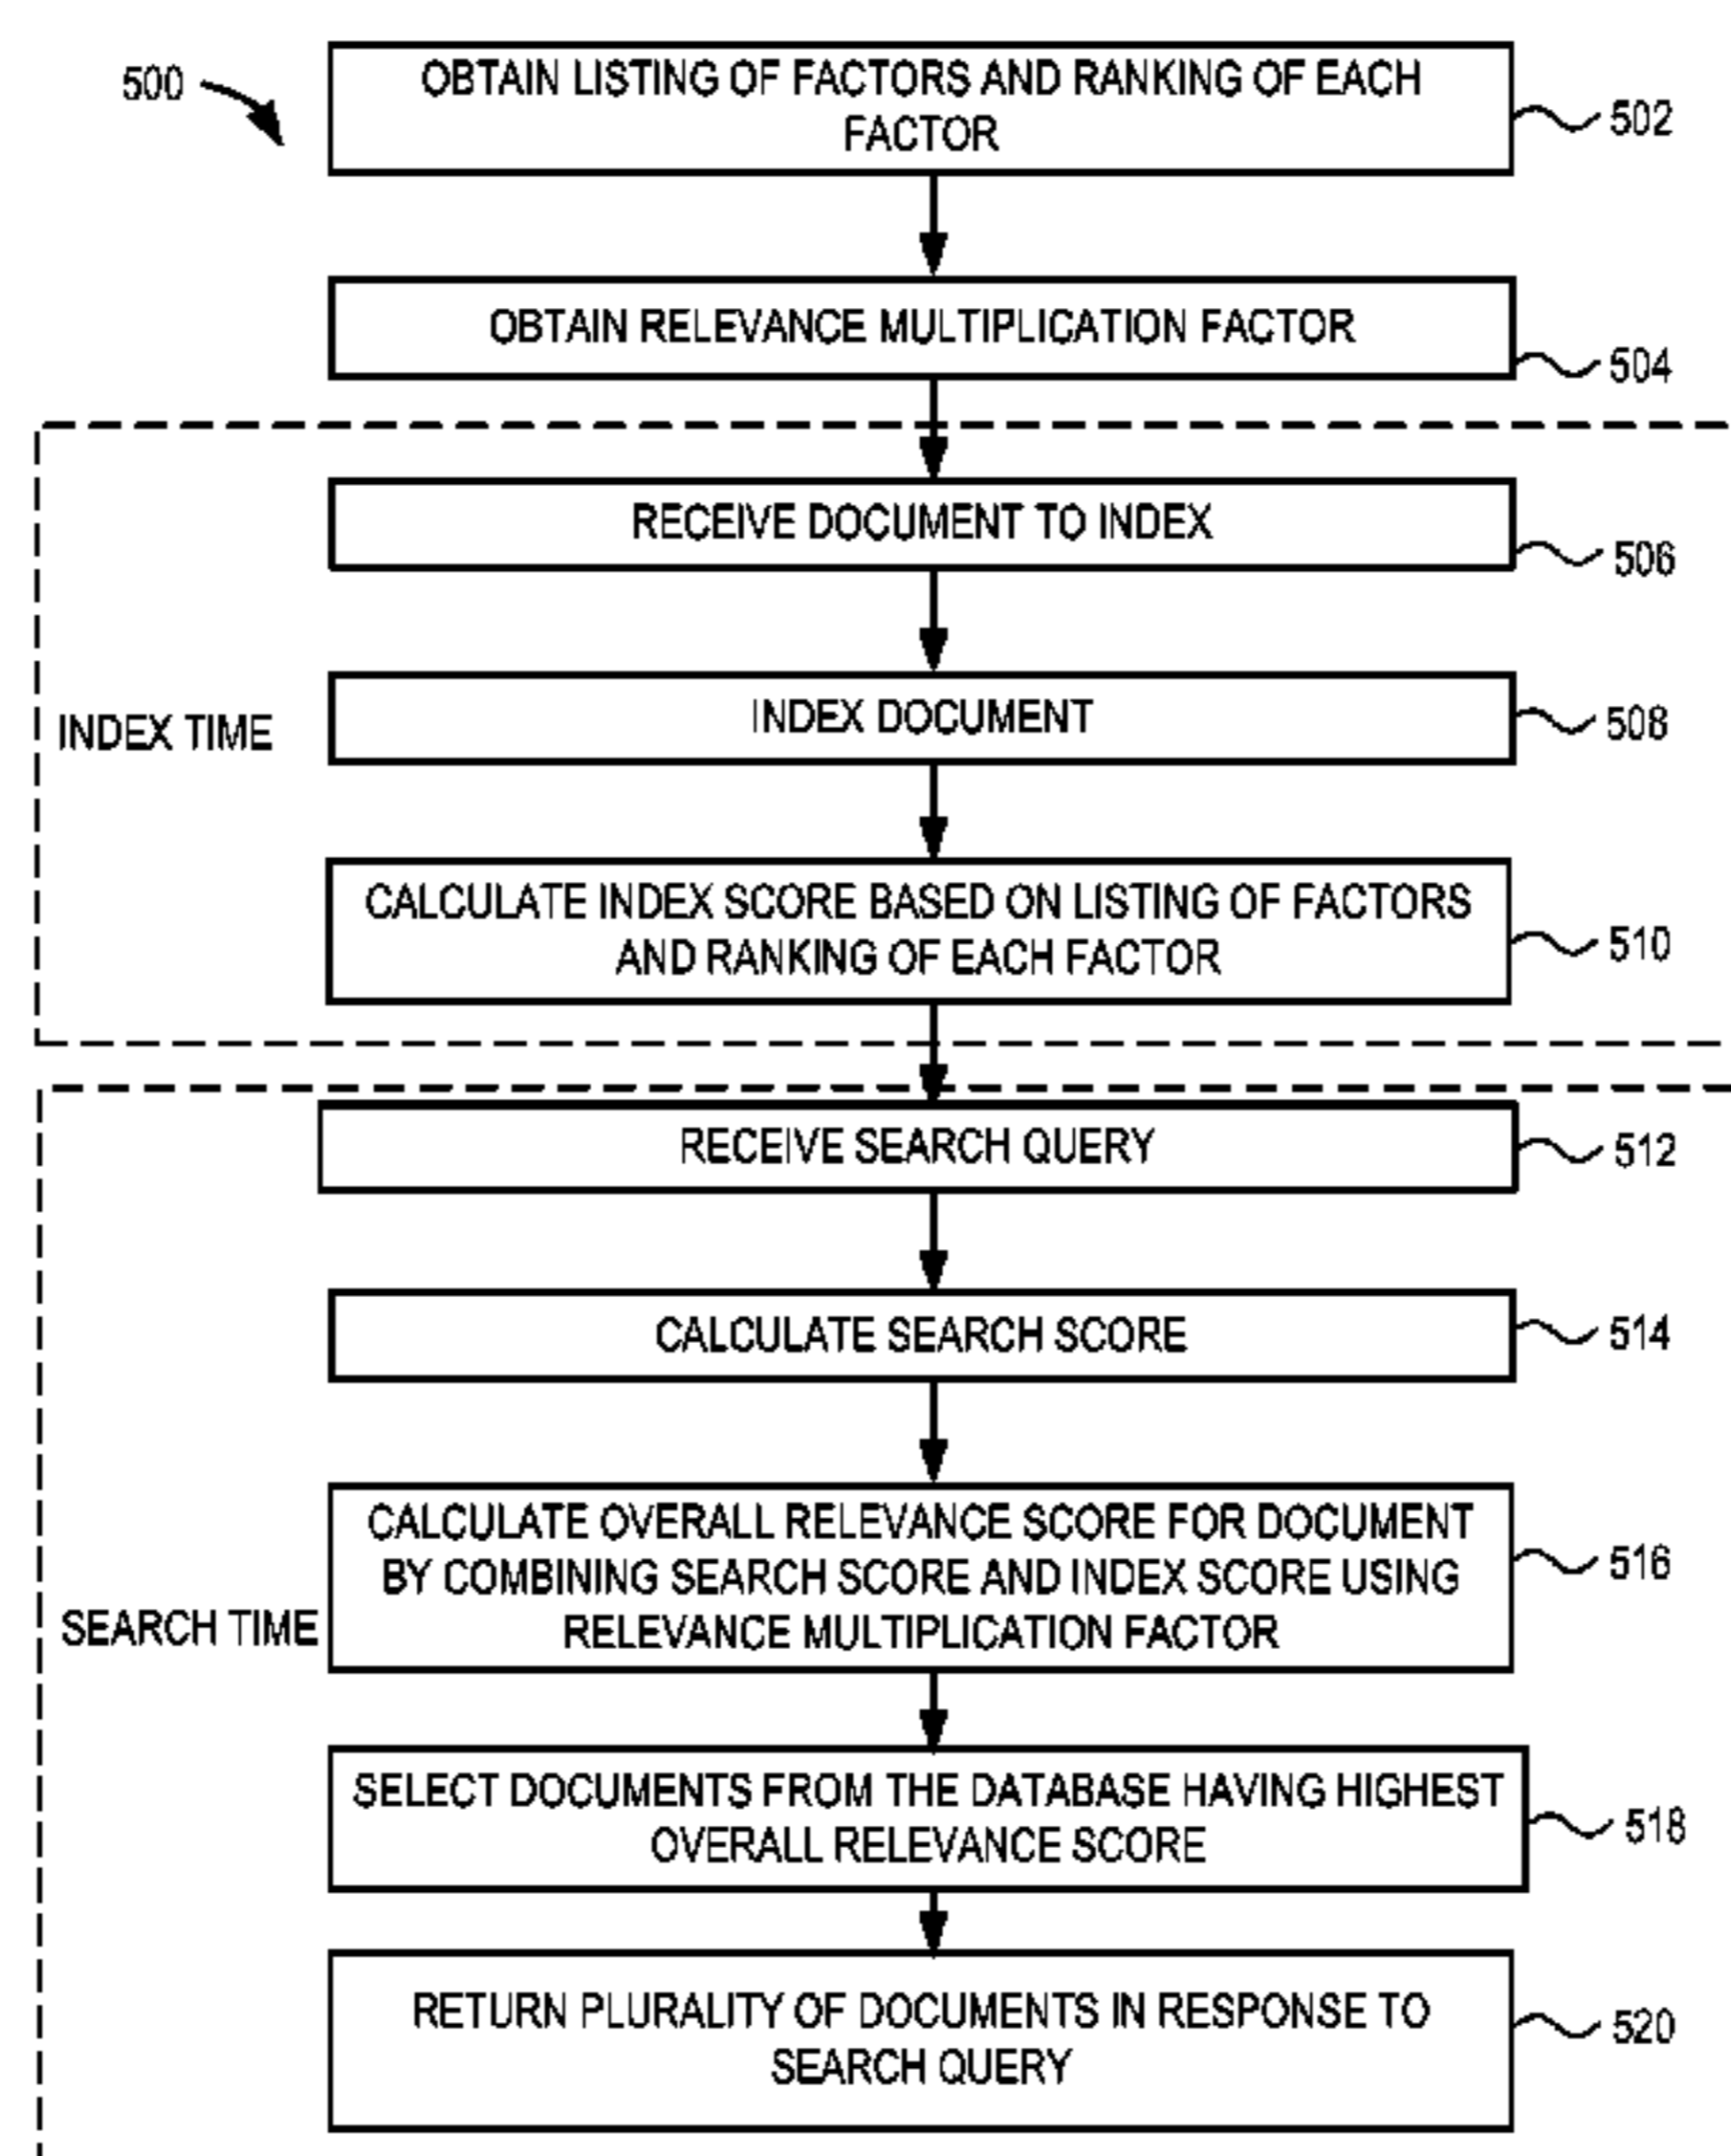 500
OBTAIN LISTING OF FACTORS AND RANKING OF EACH
FACTOR
502
OBTAIN RELEVANCE MULTIPLICATION FACTOR
504
RECEIVE DOCUMENT TO INDEX
506
INDEX DOCUMENT
508
INDEX TIME
CALCULATE INDEX SCORE BASED ON LISTING OF FACTORS
AND RANKING OF EACH FACTOR
510
RECEIVE SEARCH QUERY
512
CALCULATE SEARCH SCORE
514
CALCULATE OVERALL RELEVANCE SCORE FOR DOCUMENT
BY COMBINING SEARCH SCORE AND INDEX SCORE USING
RELEVANCE MULTIPLICATION FACTOR
516
SEARCH TIME
SELECT DOCUMENTS FROM THE DATABASE HAVING HIGHEST
OVERALL RELEVANCE SCORE
518
RETURN PLURALITY OF DOCUMENTS IN RESPONSE TO
SEARCH QUERY
520